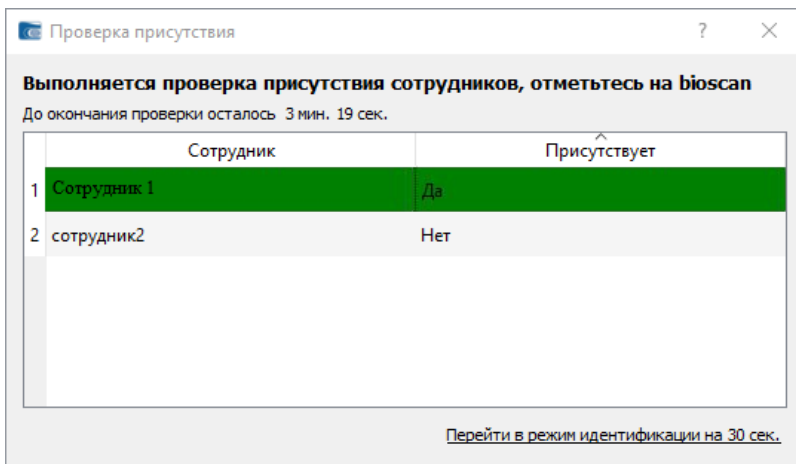 Проверка присутствия ?
Выполняется проверка присутствия сотрудников, отметьтесь на bioscan
До окончания проверки осталось 3 мин. 19 сек.
Сотрудник Присутствует
1 Сотрудник 1 Да
2 сотрудник2 Нет
Перейти в режим идентификации на 30 сек.